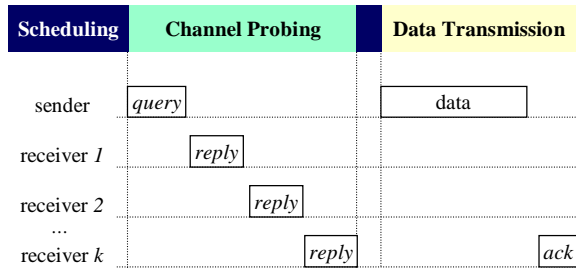 Scheduling Channel Probing Data Transmission
sender query data
receiver 1 reply
receiver 2 reply
...
receiver k reply ack